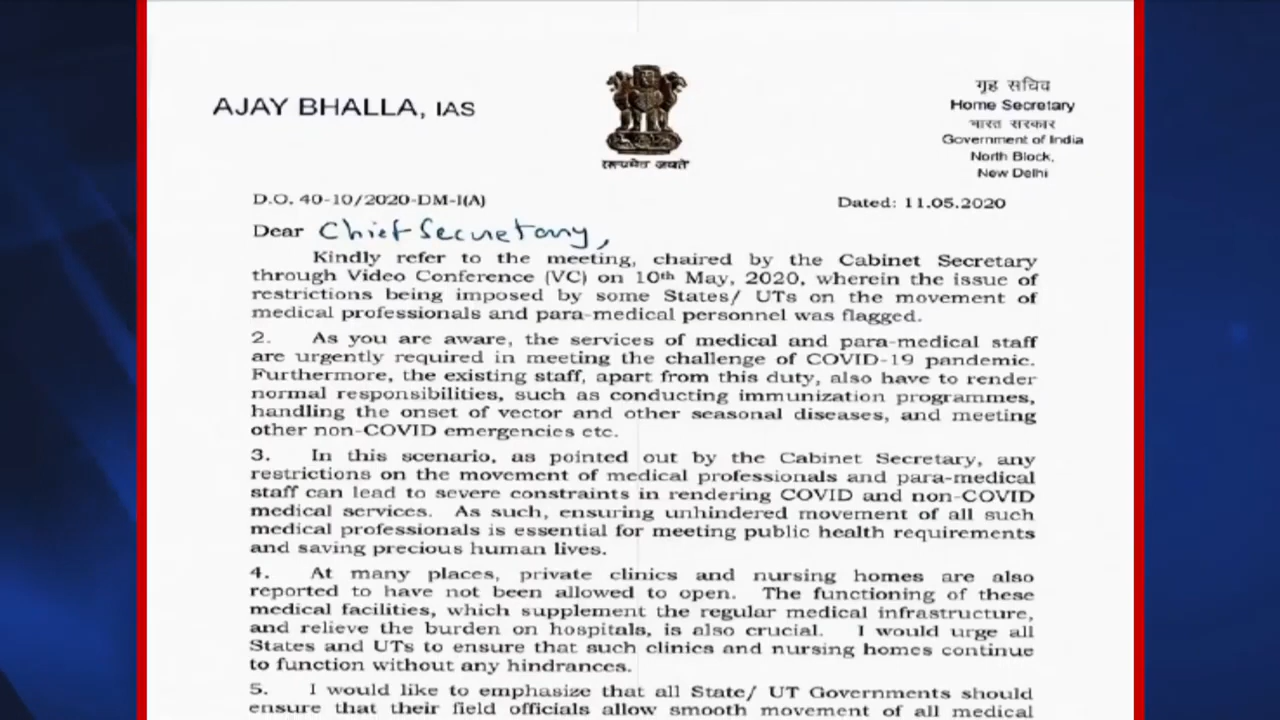 AJAY BHALLA, IAS
गृह सचिव
Home Secretary
भारत सरकार
Government of India
North Block,
New Delhi
सत्यमेव जयते
D.O. 40-10/2020-DM-I(A)
Dated: 11.05.2020
Dear Chief Secretary,
Kindly refer to the meeting, chaired by the Cabinet Secretary
through Video Conference (VC) on 10th May, 2020, wherein the issue of
restrictions being imposed by some States/ UTs on the movement of
medical professionals and para-medical personnel was flagged.
2. As you are aware, the services of medical and para-medical staff
are urgently required in meeting the challenge of COVID-19 pandemic.
Furthermore, the existing staff, apart from this duty, also have to render
normal responsibilities, such as conducting immunization programmes,
handling the onset of vector and other seasonal diseases, and meeting
other non-COVID emergencies etc.
3. In this scenario, as pointed out by the Cabinet Secretary, any
restrictions on the movement of medical professionals and para-medical
staff can lead to severe constraints in rendering COVID and non-COVID
medical services. As such, ensuring unhindered movement of all such
medical professionals is essential for meeting public health requirements
and saving precious human lives.
4. At many places, private clinics and nursing homes are also
reported to have not been allowed to open. The functioning of these
medical facilities, which supplement the regular medical infrastructure,
and relieve the burden on hospitals, is also crucial. I would urge all
States and UTs to ensure that such clinics and nursing homes continue
to function without any hindrances.
5. I would like to emphasize that all State/ UT Governments should
ensure that their field officials allow smooth movement of all medical